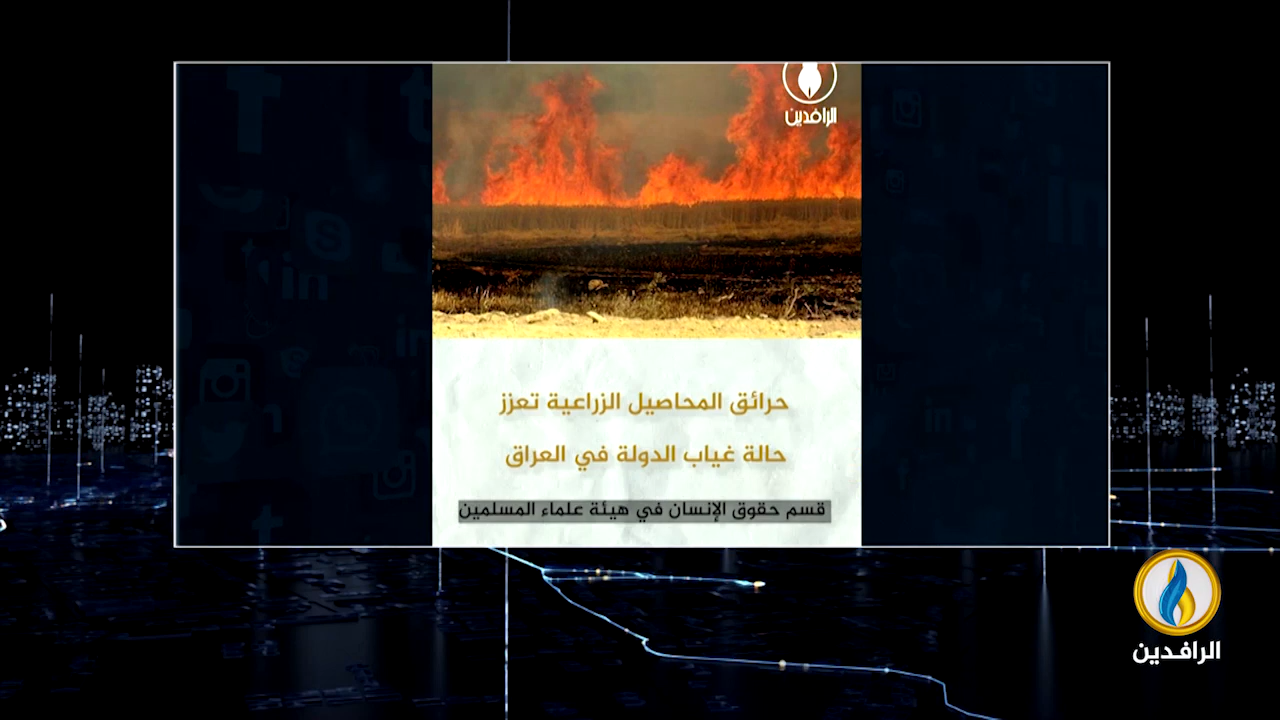 الرافدين
حرائق المحاصيل الزراعية تعزز
حالة غياب الدولة في العراق
قسم حقوق الإنسان في هيئة علماء المسلمين
الرافدين